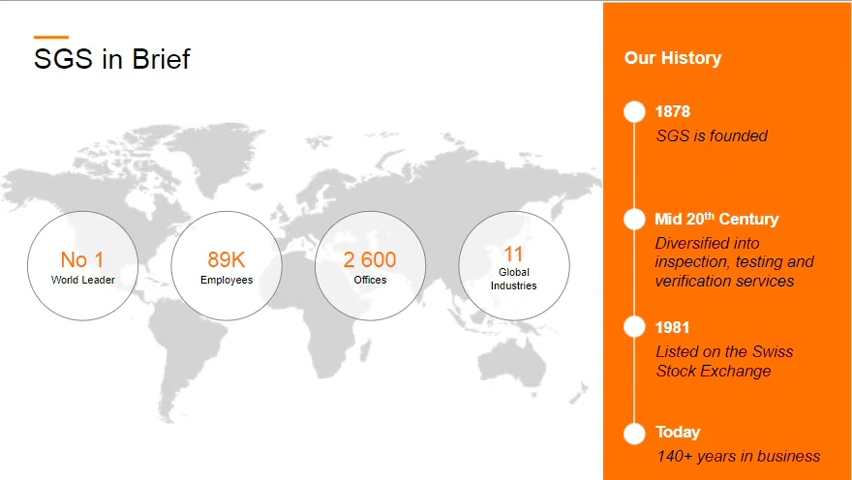 SGS in Brief
No 1
World Leader
89K
Employees
2 600
Offices
11
Global
Industries
Our History
1878
SGS is founded
Mid 20th Century
Diversified into
inspection, testing and
verification services
1981
Listed on the Swiss
Stock Exchange
Today
140+ years in business